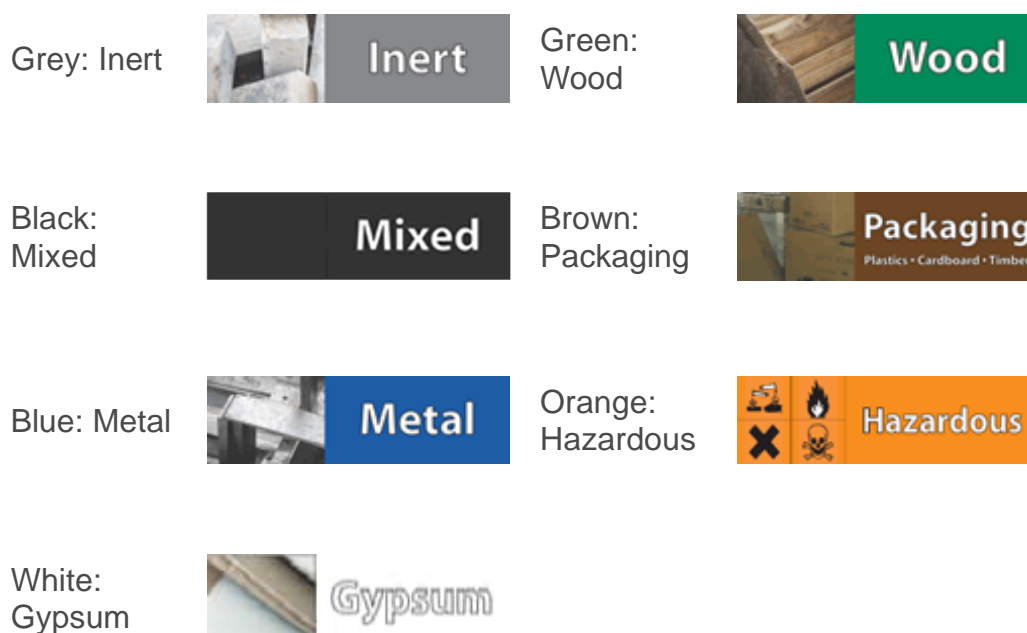 Grey: Inert
Inert
Green:
Wood
Wood
Black:
Mixed
Mixed
Brown:
Packaging
Packaging
Plastics • Cardboard • Timber
Blue: Metal
Metal
Orange:
Hazardous
Hazardous
White:
Gypsum
Gypsum